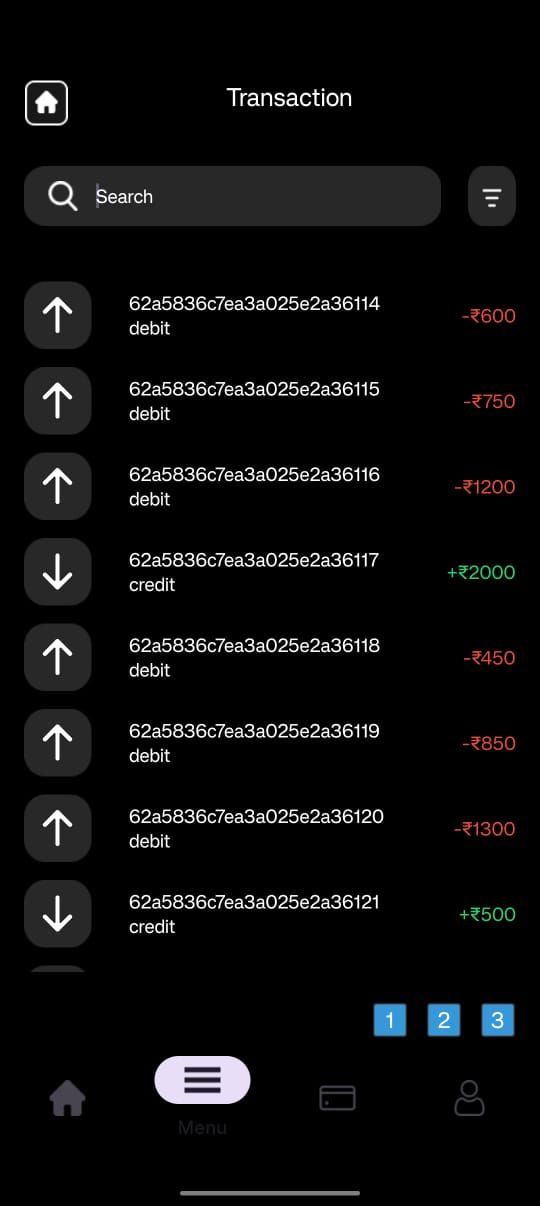 Transaction
Search
62a5836c7ea3a025e2a36114
debit
-₹600
62a5836c7ea3a025e2a36115
debit
-₹750
62a5836c7ea3a025e2a36116
debit
-₹1200
62a5836c7ea3a025e2a36117
credit
+₹2000
62a5836c7ea3a025e2a36118
debit
-₹450
62a5836c7ea3a025e2a36119
debit
-₹850
62a5836c7ea3a025e2a36120
debit
-₹1300
62a5836c7ea3a025e2a36121
credit
+₹500
1 2 3
Menu